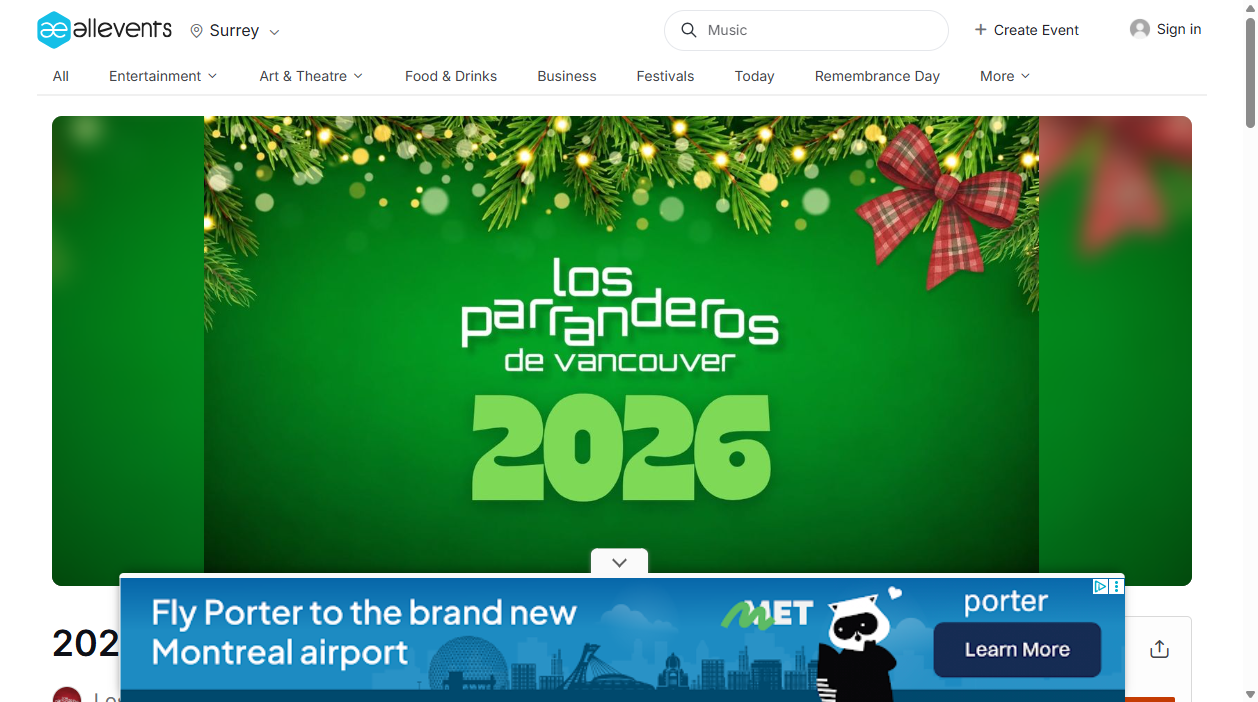 allevents
Surrey
Music
Create Event
Sign in
All
Entertainment
Art & Theatre
Food & Drinks
Business
Festivals
Today
Remembrance Day
More
los
parranderos
de vancouver
2026
Fly Porter to the brand new
Montreal airport
MET
porter
Learn More
202